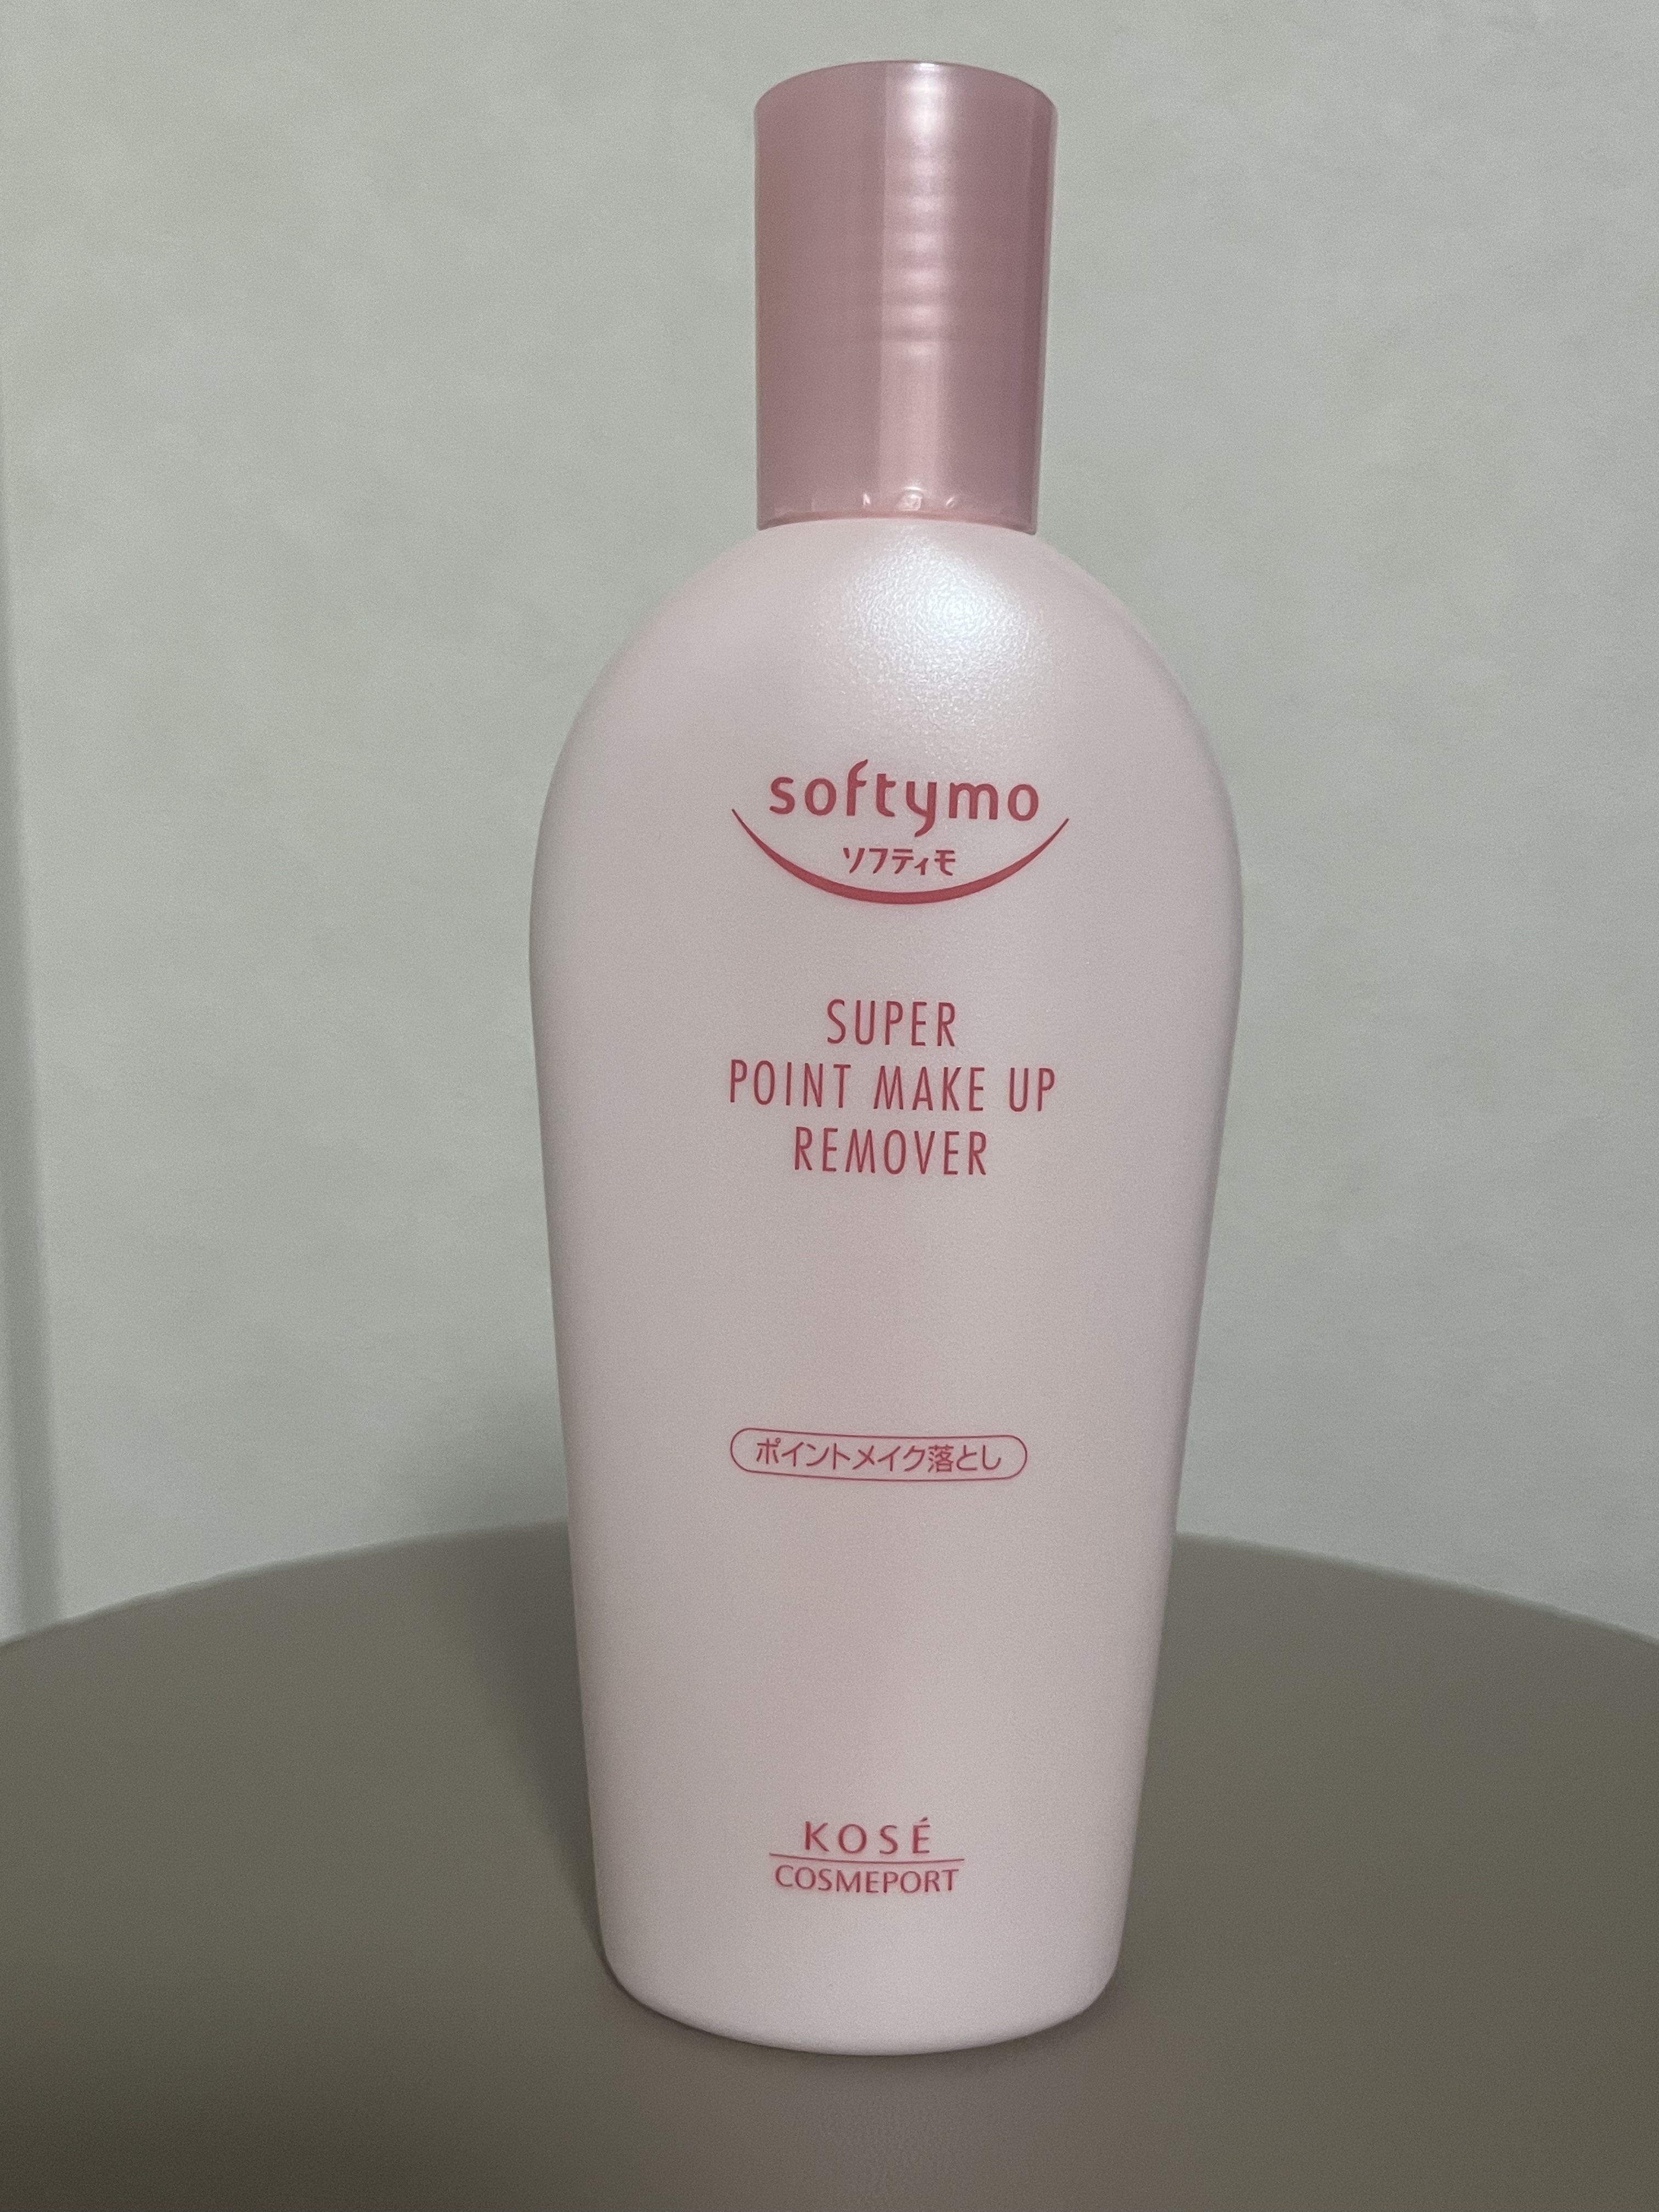 softymo
ソフティモ
SUPER
POINT MAKE UP
REMOVER
ポイントメイク落とし
KOSÉ
COSMEPORT